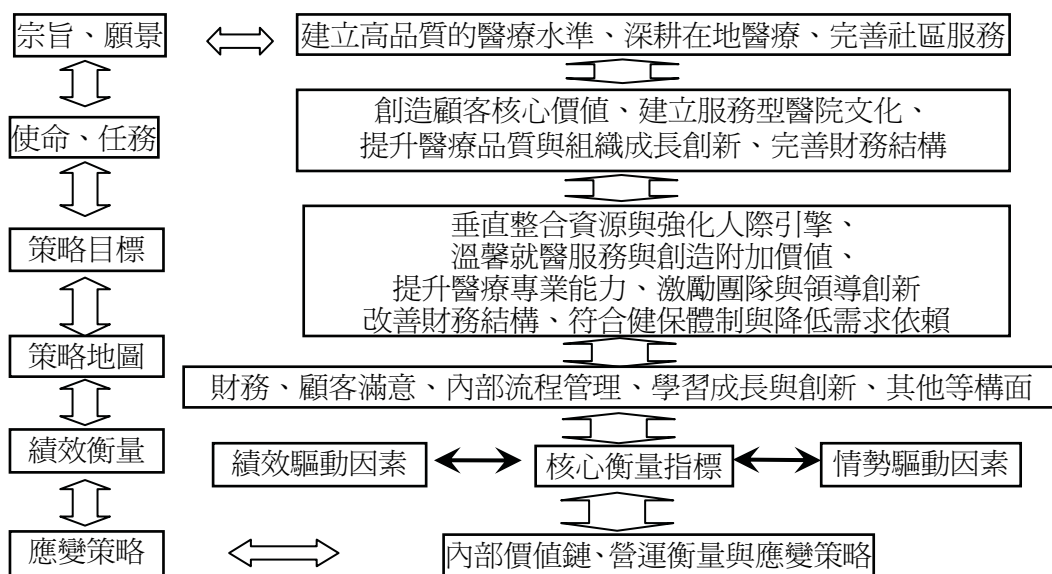 宗旨、願景
建立高品質的醫療水準、深耕在地醫療、完善社區服務
創造顧客核心價值、建立服務型醫院文化、
提升醫療品質與組織成長創新、完善財務結構
使命、任務
垂直整合資源與強化人際引擎、
溫馨就醫服務與創造附加價值、
提升醫療專業能力、激勵團隊與領導創新
改善財務結構、符合健保體制與降低需求依賴
策略目標
策略地圖
財務、顧客滿意、內部流程管理、學習成長與創新、其他等構面
績效衡量
績效驅動因素
核心衡量指標
情勢驅動因素
應變策略
內部價值鏈、營運衡量與應變策略